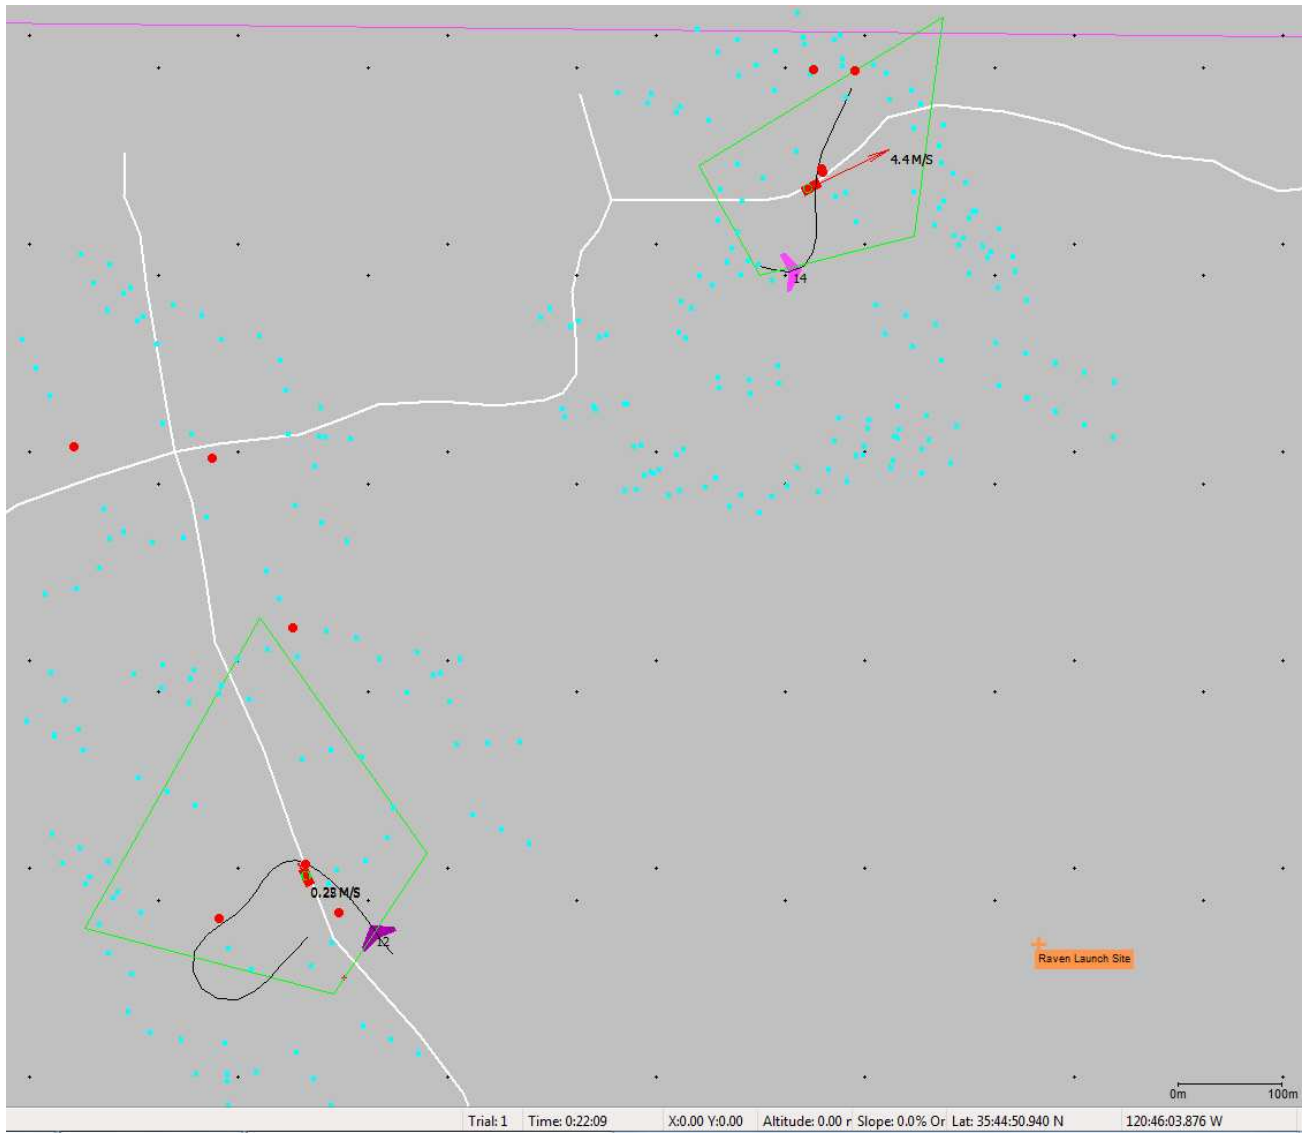 4.4 M/S
14
0.28 M/S
12
Raven Launch Site
0m 100m
Trial: 1 Time: 0:22:09 X:0.00 Y:0.00 Altitude: 0.00 r Slope: 0.0% Or Lat: 35:44:50.940 N 120:46:03.876 W